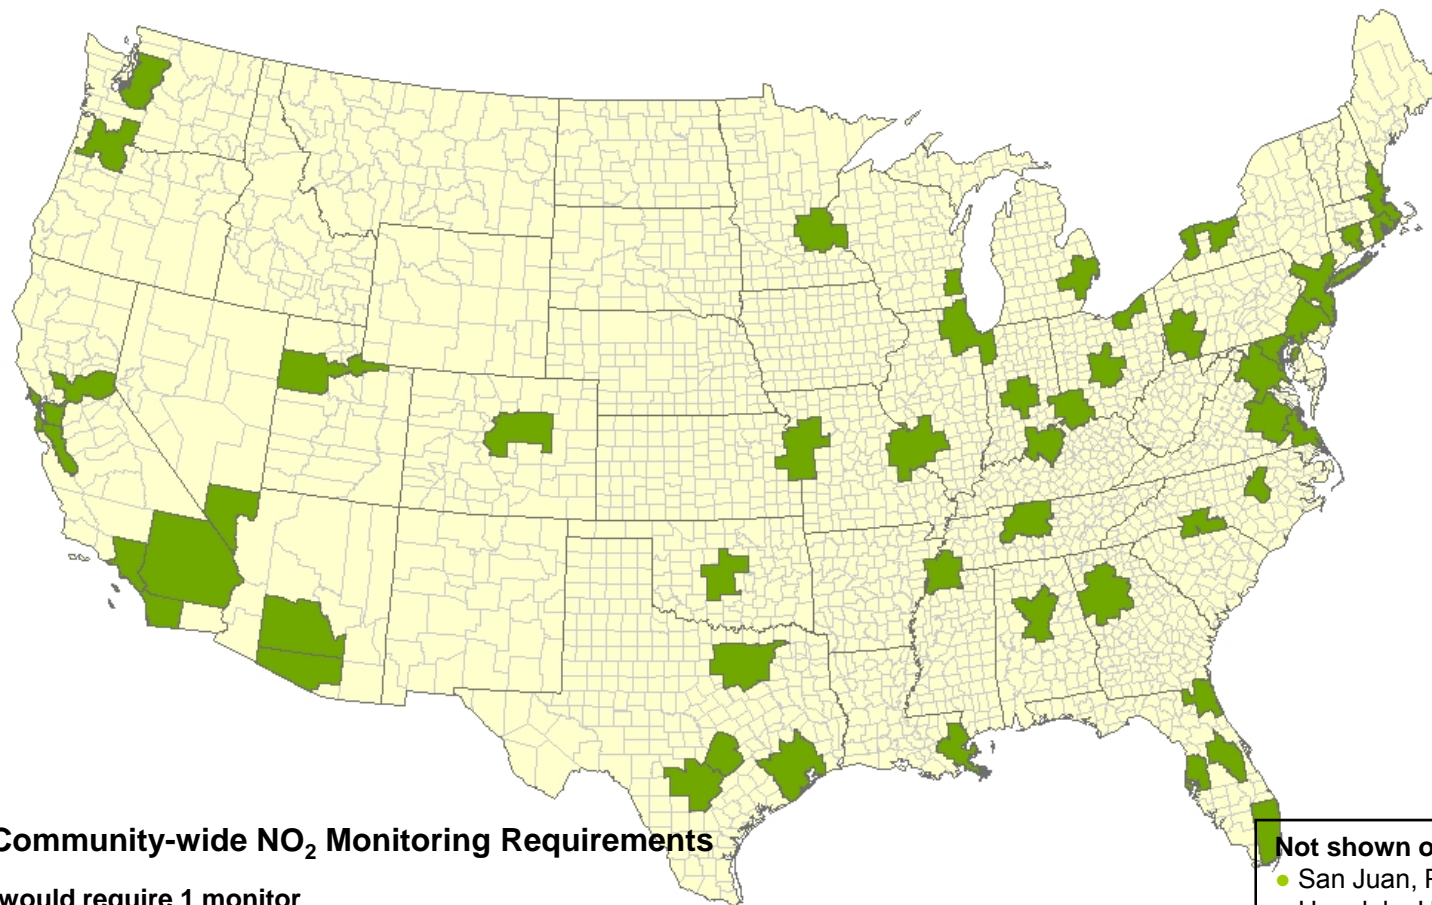 Community-wide NO₂ Monitoring Requirements
would require 1 monitor
Not shown o
• San Juan, P